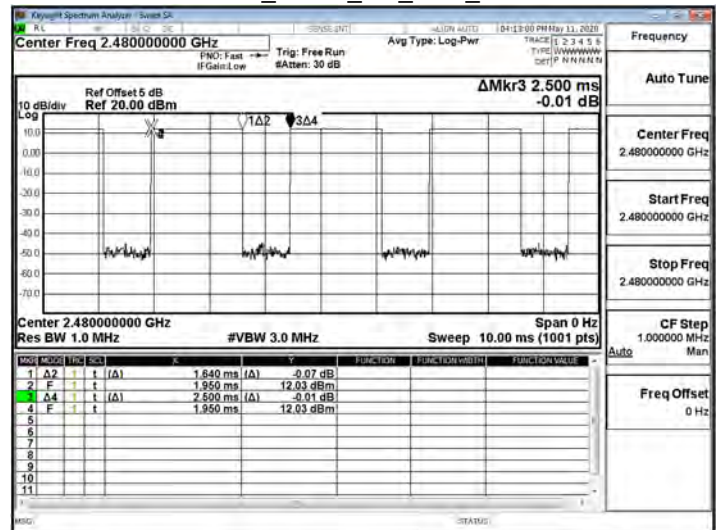 Keysight Spectrum Analyzer - Swept SA
RL
SENSE:INT
ALIGN AUTO
04:13:00 PM May 11, 2020
Center Freq 2.480000000 GHz
PNO: Fast
IFGain:Low
Trig: Free Run
#Atten: 30 dB
Avg Type: Log-Pwr
TRACE 1 2 3 4 5 6
TYPE WWWWWW
DET P N N N N N
Ref Offset 5 dB
Ref 20.00 dBm
10 dB/div
Log
ΔMkr3 2.500 ms
-0.01 dB
1Δ2
3Δ4
10.0
0.00
-10.0
-20.0
-30.0
-40.0
-50.0
-60.0
-70.0
Center 2.480000000 GHz
Span 0 Hz
Res BW 1.0 MHz
#VBW 3.0 MHz
Sweep 10.00 ms (1001 pts)
MKR MODE TRC SCL X Y FUNCTION FUNCTION WIDTH FUNCTION VALUE
1 Δ2 1 t (Δ) 1.640 ms (Δ) -0.07 dB
2 F 1 t 1.950 ms 12.03 dBm
3 Δ4 1 t (Δ) 2.500 ms (Δ) -0.01 dB
4 F 1 t 1.950 ms 12.03 dBm
5
6
7
8
9
10
11
MSG
STATUS
Frequency
Auto Tune
Center Freq
2.480000000 GHz
Start Freq
2.480000000 GHz
Stop Freq
2.480000000 GHz
CF Step
1.000000 MHz
Auto Man
Freq Offset
0 Hz